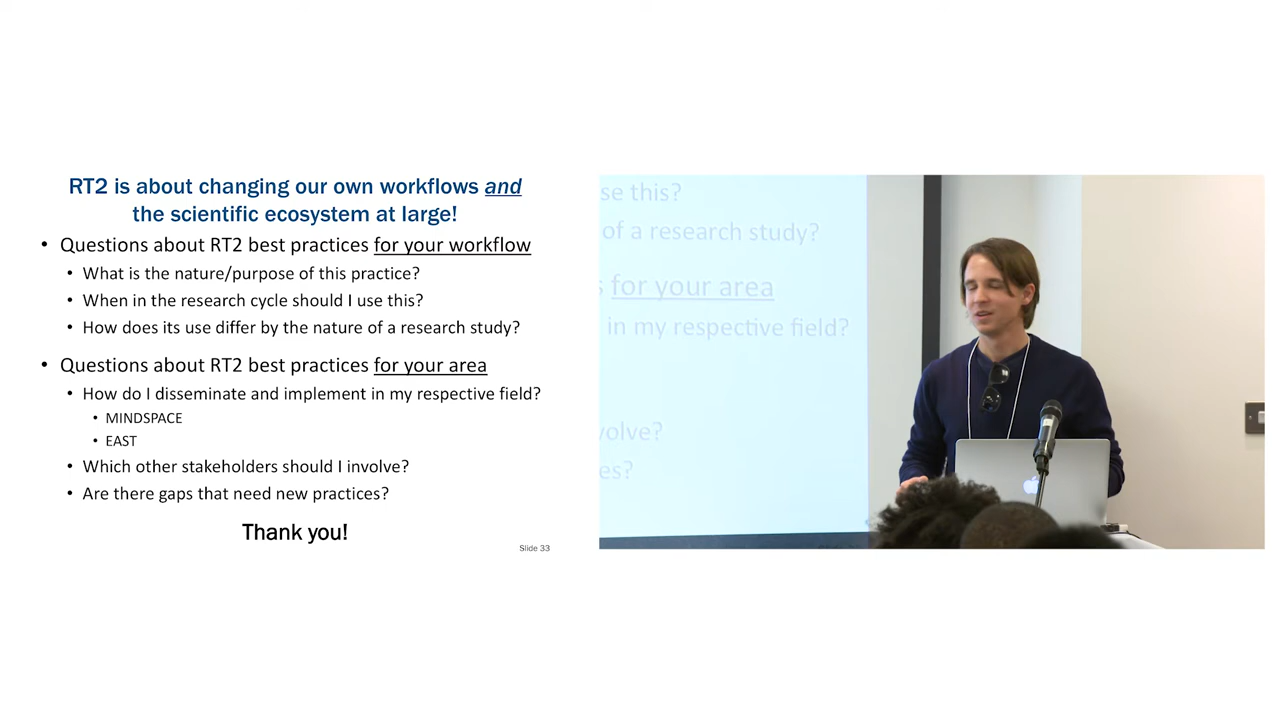 RT2 is about changing our own workflows and
the scientific ecosystem at large!
• Questions about RT2 best practices for your workflow
• What is the nature/purpose of this practice?
• When in the research cycle should I use this?
• How does its use differ by the nature of a research study?
• Questions about RT2 best practices for your area
• How do I disseminate and implement in my respective field?
• MINDSPACE
• EAST
• Which other stakeholders should I involve?
• Are there gaps that need new practices?
Thank you!
Slide 33
se this?
of a research study?
s for your area
in my respective field?
volve?
es?